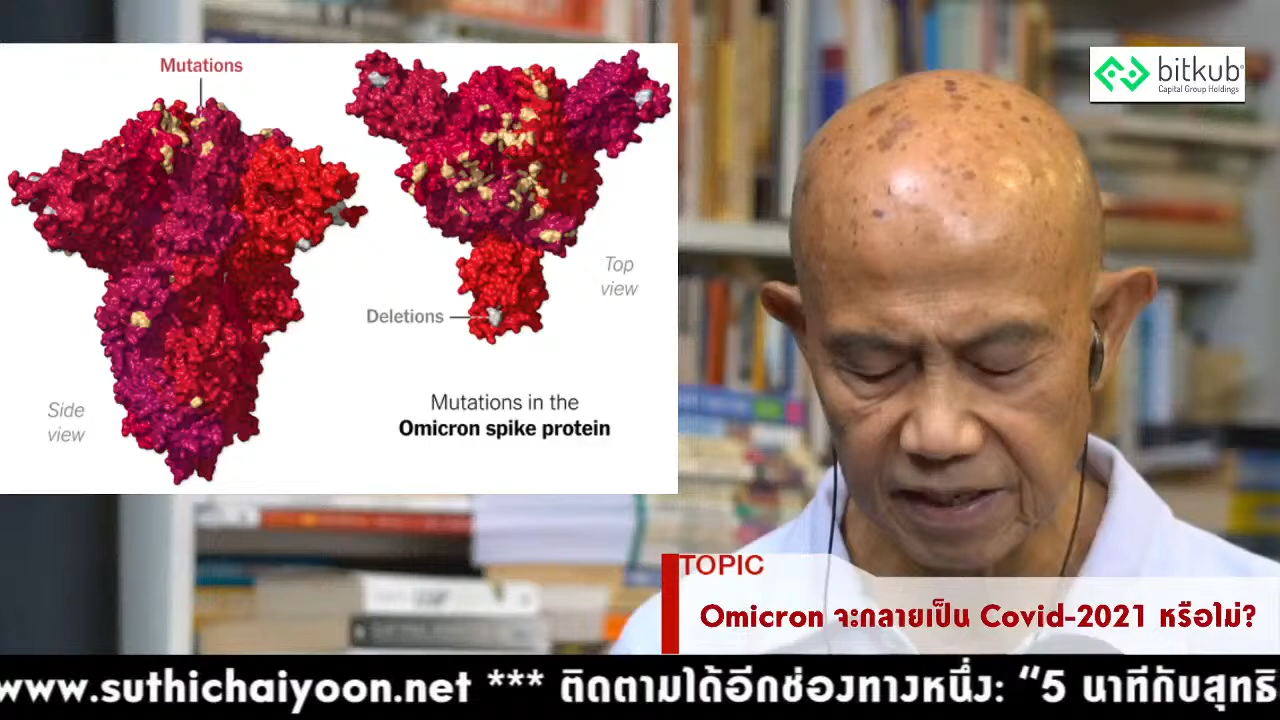 Mutations
bitkub
Capital Group Holdings
Top
view
Deletions
Side
view
Mutations in the
Omicron spike protein
TOPIC
Omicron จะกลายเป็น Covid-2021 หรือไม่?
www.suthichaiyoon.net *** ติดตามได้อีกช่องทางหนึ่ง: “5 นาทีกับสุทธิ